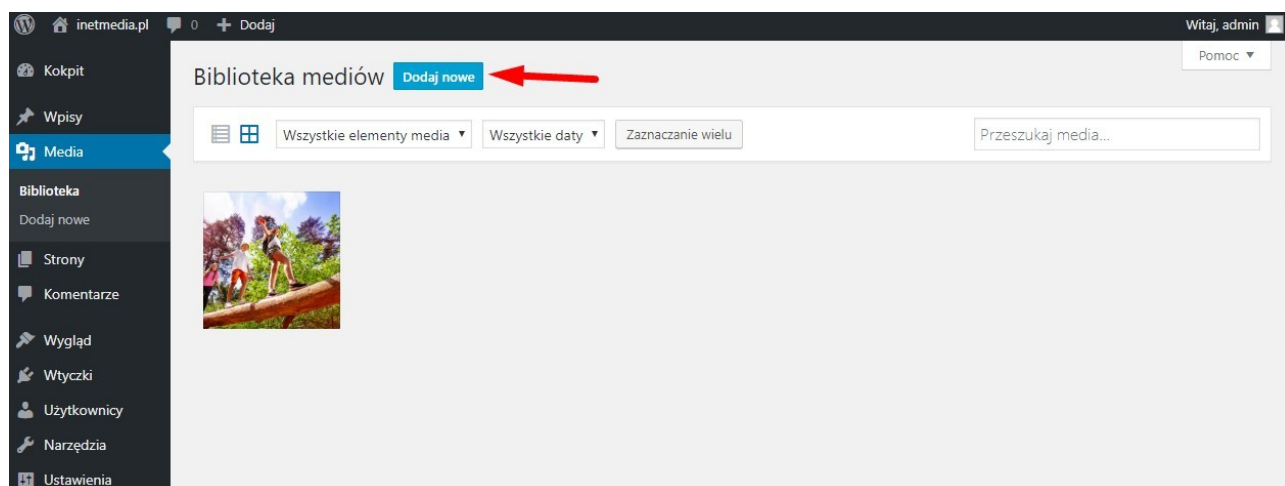 inetmedia.pl 0 + Dodaj Witaj, admin
Pomoc ▼
Kokpit
Biblioteka mediów Dodaj nowe
Wpisy
Wszystkie elementy media ▼ Wszystkie daty ▼ Zaznaczanie wielu Przeszukaj media...
Media
Biblioteka
Dodaj nowe
Strony
Komentarze
Wygląd
Wtyczki
Użytkownicy
Narzędzia
Ustawienia